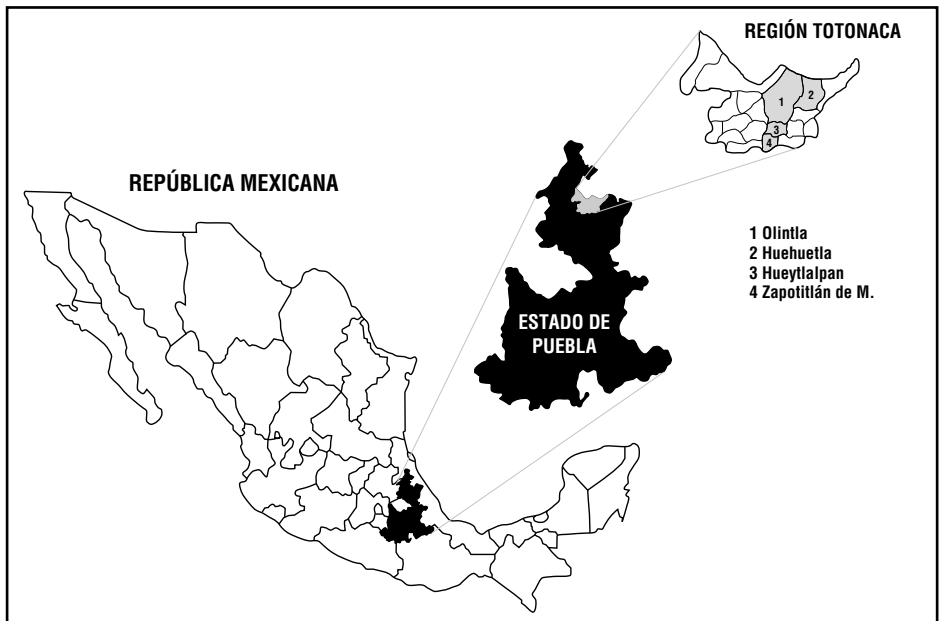 REGIÓN TOTONACA
1
2
3
4
REPÚBLICA MEXICANA
1 Olintla
2 Huehuetla
3 Hueytlalpan
4 Zapotitlán de M.
ESTADO DE
PUEBLA